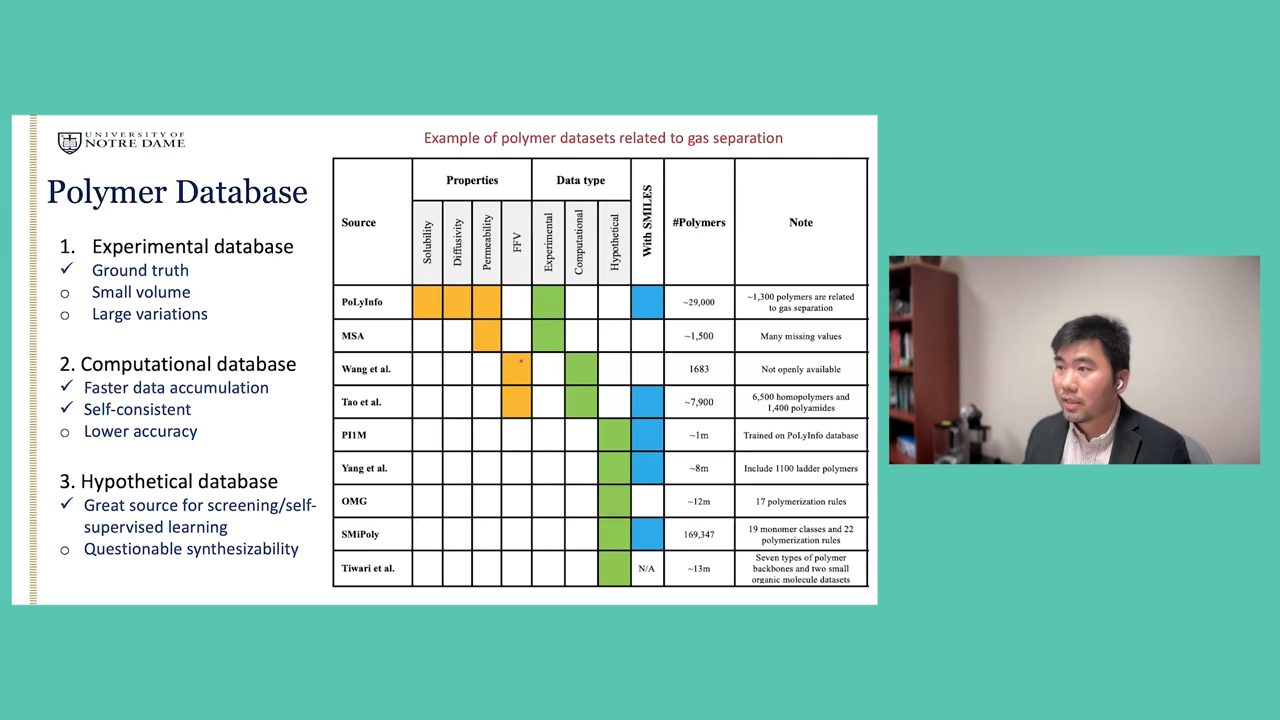 UNIVERSITY OF
NOTRE DAME
Polymer Database
1. Experimental database
✓ Ground truth
o Small volume
o Large variations
2. Computational database
✓ Faster data accumulation
✓ Self-consistent
o Lower accuracy
3. Hypothetical database
✓ Great source for screening/self-
supervised learning
o Questionable synthesizability
Example of polymer datasets related to gas separation
Source Properties Data type With SMILES #Polymers Note
Solubility Diffusivity Permeability FFV Experimental Computational Hypothetical
PoLyInfo ~29,000 ~1,300 polymers are related
to gas separation
MSA ~1,500 Many missing values
Wang et al. 1683 Not openly available
Tao et al. ~7,900 6,500 homopolymers and
1,400 polyamides
PI1M ~1m Trained on PoLyInfo database
Yang et al. ~8m Include 1100 ladder polymers
OMG ~12m 17 polymerization rules
SMiPoly 169,347 19 monomer classes and 22
polymerization rules
Tiwari et al. N/A ~13m Seven types of polymer
backbones and two small
organic molecule datasets